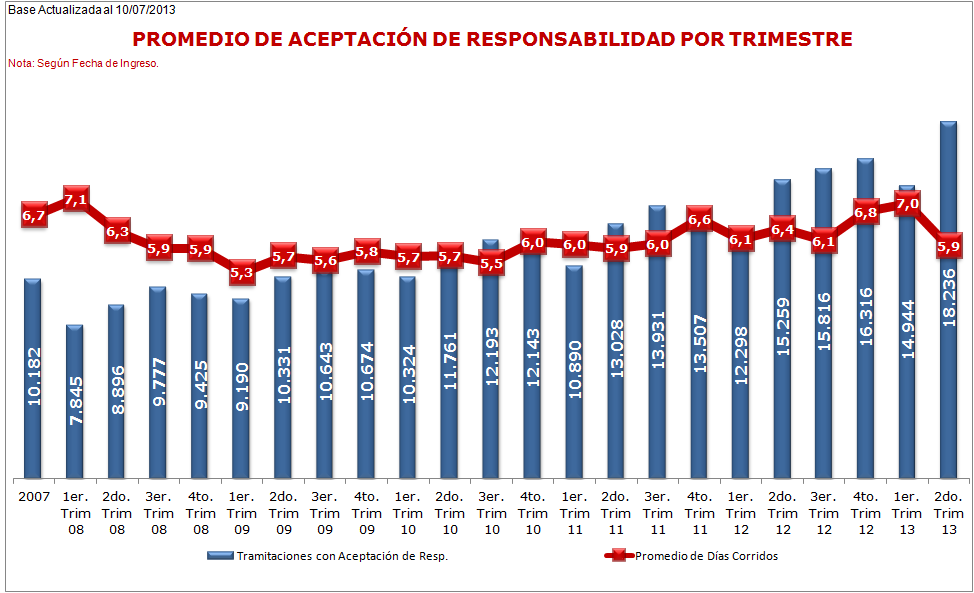 Base Actualizada al 10/07/2013
PROMEDIO DE ACEPTACIÓN DE RESPONSABILIDAD POR TRIMESTRE
Nota: Según Fecha de Ingreso.
6,7 7,1 6,3 5,9 5,9 5,3 5,7 5,6 5,8 5,7 5,7 5,5 6,0 6,0 5,9 6,0 6,6 6,1 6,4 6,1 6,8 7,0 5,9
10.182 7.845 8.896 9.777 9.425 9.190 10.331 10.643 10.674 10.324 11.761 12.193 12.143 10.890 13.028 13.931 13.507 12.298 15.259 15.816 16.316 14.944 18.236
2007 1er. 2do. 3er. 4to. 1er. 2do. 3er. 4to. 1er. 2do. 3er. 4to. 1er. 2do. 3er. 4to. 1er. 2do. 3er. 4to. 1er. 2do.
Trim Trim Trim Trim Trim Trim Trim Trim Trim Trim Trim Trim Trim Trim Trim Trim Trim Trim Trim Trim Trim Trim
08 08 08 08 09 09 09 09 10 10 10 10 11 11 11 11 12 12 12 12 13 13
Tramitaciones con Aceptación de Resp. Promedio de Días Corridos